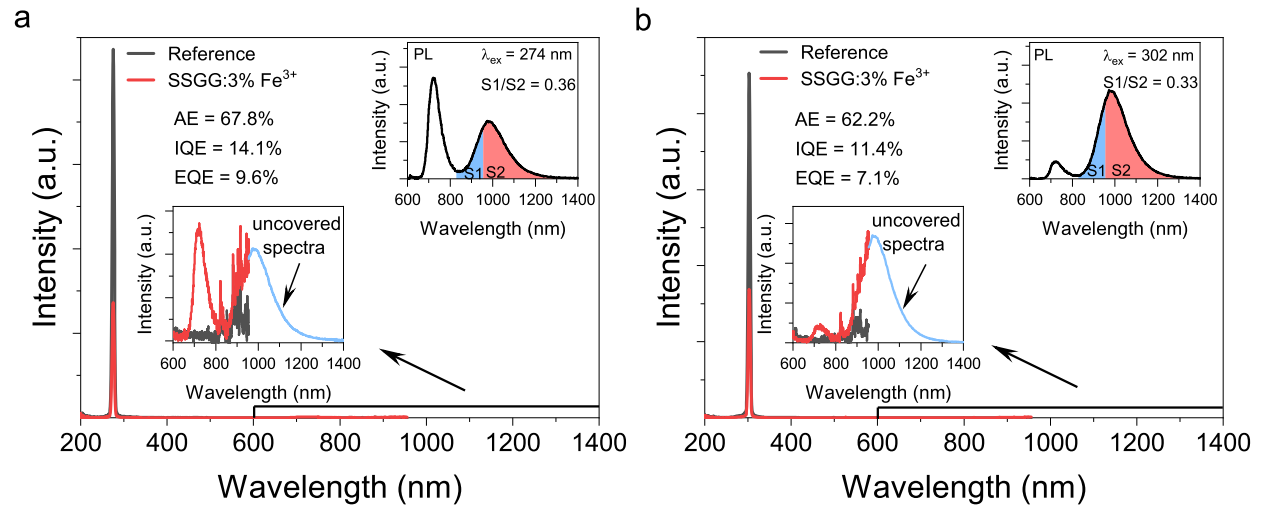 a
Reference
SSGG:3% Fe³⁺
AE = 67.8%
IQE = 14.1%
EQE = 9.6%
PL
λex = 274 nm
S1/S2 = 0.36
S1 S2
Intensity (a.u.)
600 800 1000 1200 1400
Wavelength (nm)
uncovered
spectra
Intensity (a.u.)
600 800 1000 1200 1400
Wavelength (nm)
Intensity (a.u.)
200 400 600 800 1000 1200 1400
Wavelength (nm)
b
Reference
SSGG:3% Fe³⁺
AE = 62.2%
IQE = 11.4%
EQE = 7.1%
PL
λex = 302 nm
S1/S2 = 0.33
S1 S2
Intensity (a.u.)
600 800 1000 1200 1400
Wavelength (nm)
uncovered
spectra
Intensity (a.u.)
600 800 1000 1200 1400
Wavelength (nm)
Intensity (a.u.)
200 400 600 800 1000 1200 1400
Wavelength (nm)